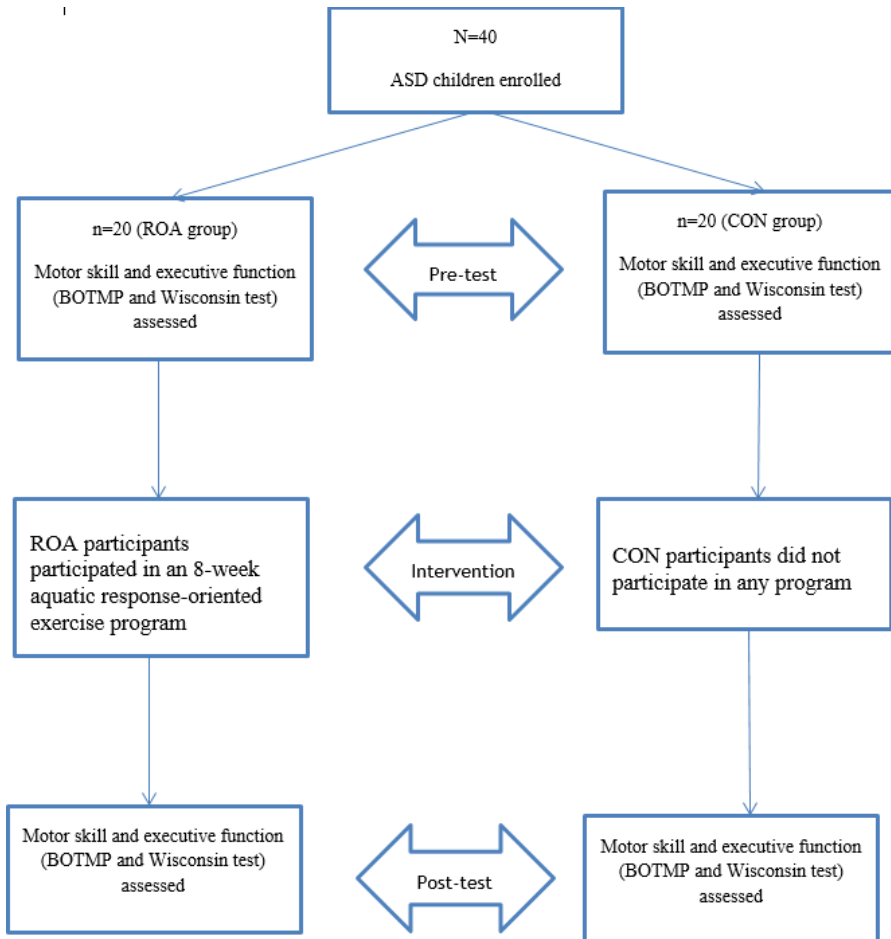 N=40
ASD children enrolled
n=20 (ROA group)
Motor skill and executive function
(BOTMP and Wisconsin test)
assessed
Pre-test
n=20 (CON group)
Motor skill and executive function
(BOTMP and Wisconsin test)
assessed
ROA participants
participated in an 8-week
aquatic response-oriented
exercise program
Intervention
CON participants did not
participate in any program
Motor skill and executive function
(BOTMP and Wisconsin test)
assessed
Post-test
Motor skill and executive function
(BOTMP and Wisconsin test)
assessed